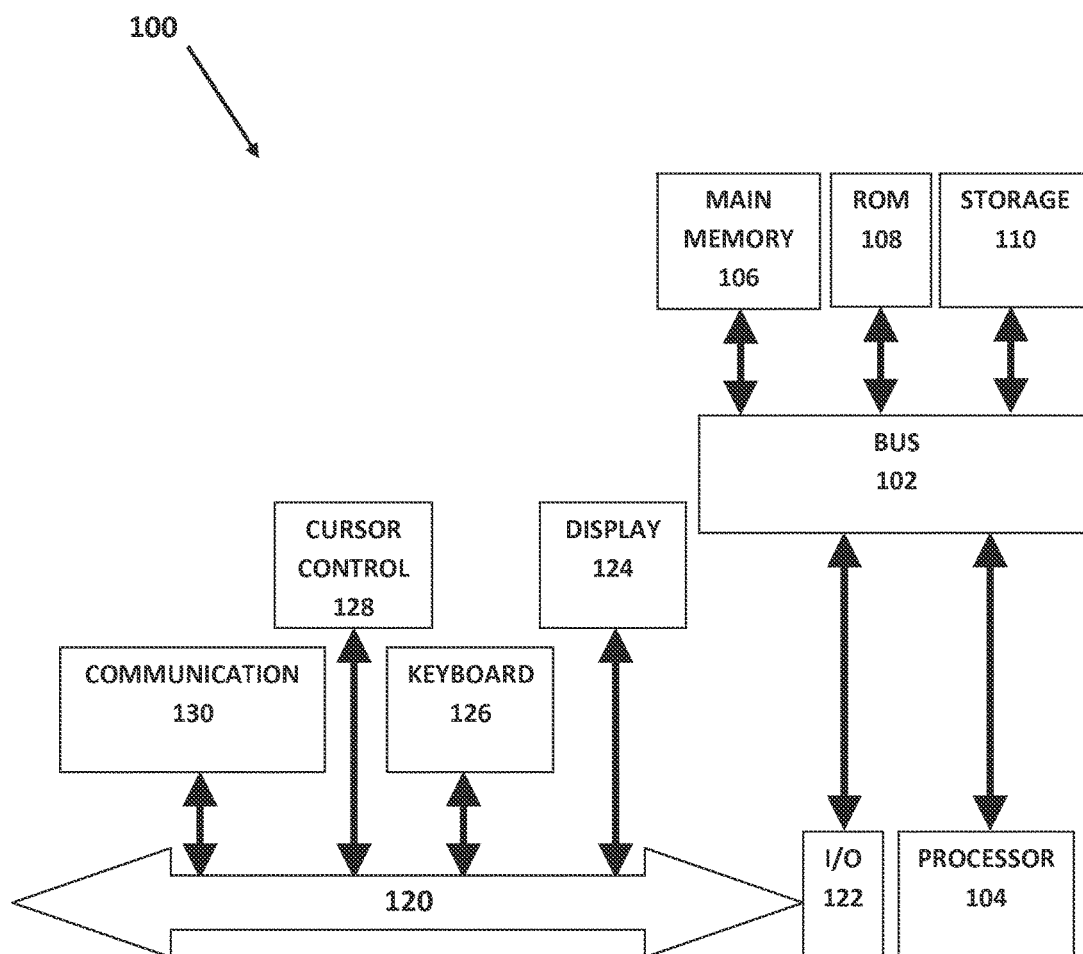 100
MAIN
MEMORY
106
ROM
108
STORAGE
110
BUS
102
CURSOR
CONTROL
128
DISPLAY
124
COMMUNICATION
130
KEYBOARD
126
120
I/O
122
PROCESSOR
104